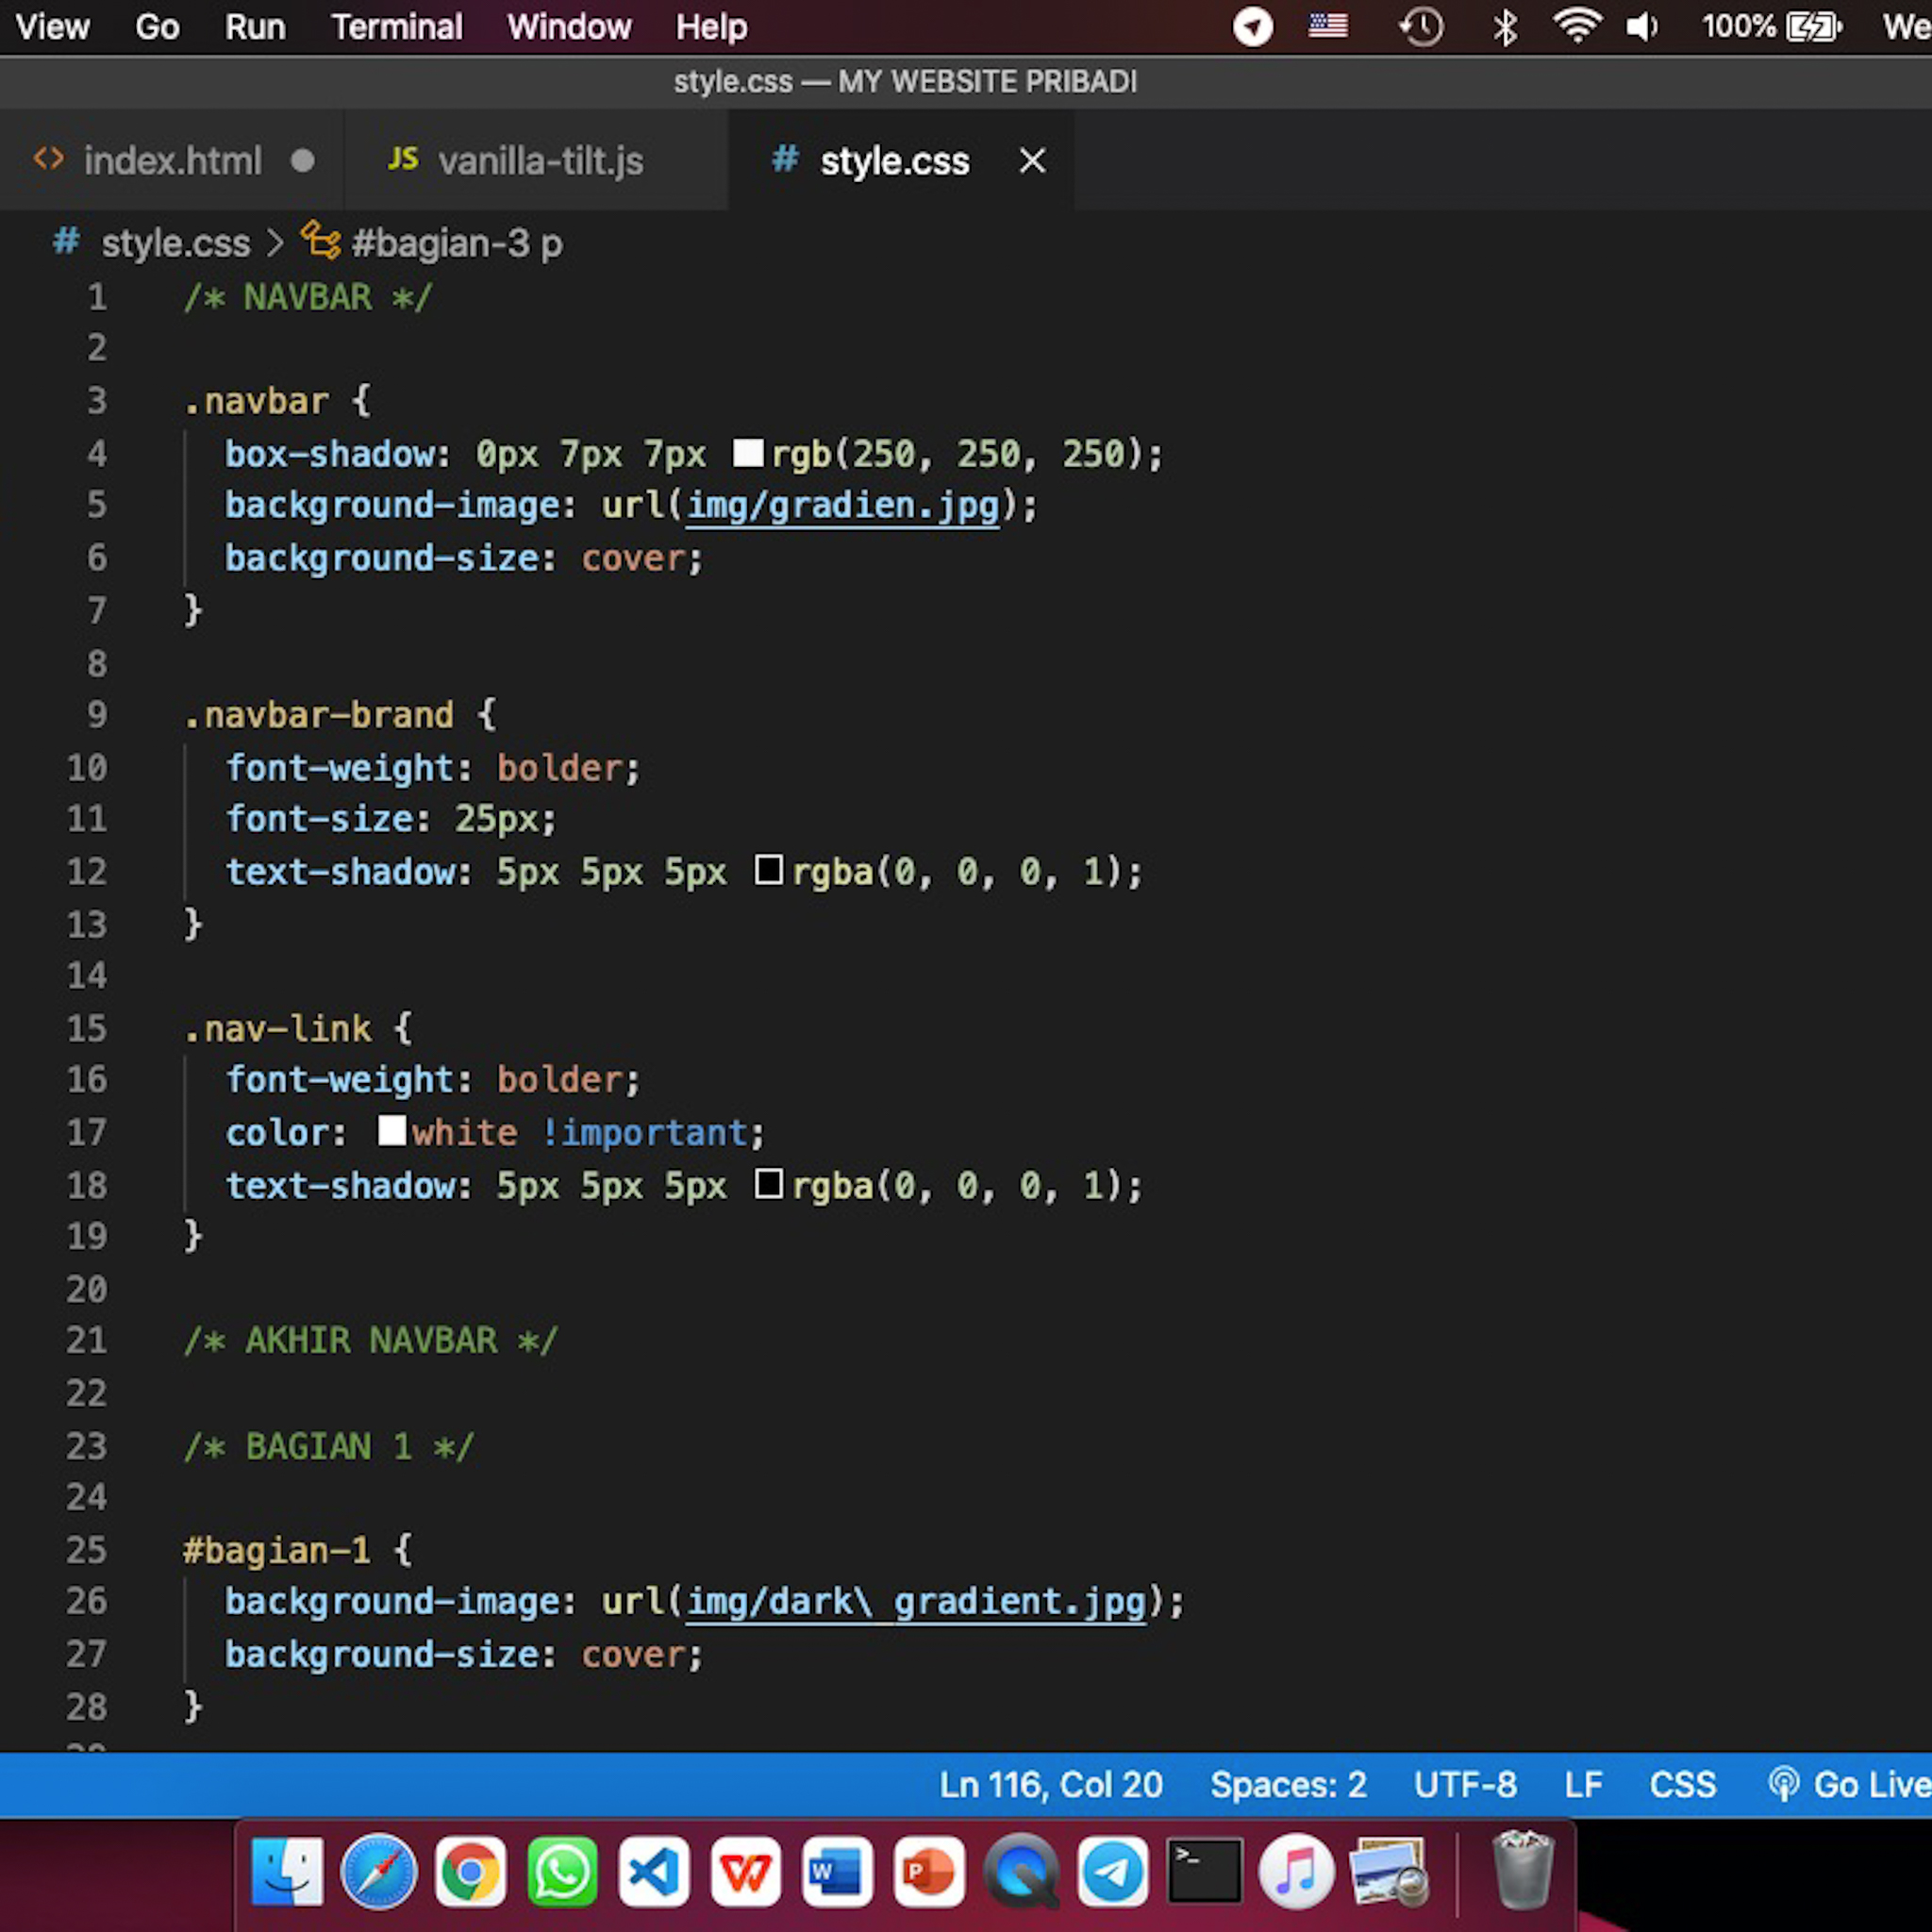 View Go Run Terminal Window Help 100% We
style.css — MY WEBSITE PRIBADI
<> index.html JS vanilla-tilt.js # style.css
# style.css > #bagian-3 p
1 /* NAVBAR */
2
3 .navbar {
4 box-shadow: 0px 7px 7px rgb(250, 250, 250);
5 background-image: url(img/gradien.jpg);
6 background-size: cover;
7 }
8
9 .navbar-brand {
10 font-weight: bolder;
11 font-size: 25px;
12 text-shadow: 5px 5px 5px rgba(0, 0, 0, 1);
13 }
14
15 .nav-link {
16 font-weight: bolder;
17 color: white !important;
18 text-shadow: 5px 5px 5px rgba(0, 0, 0, 1);
19 }
20
21 /* AKHIR NAVBAR */
22
23 /* BAGIAN 1 */
24
25 #bagian-1 {
26 background-image: url(img/dark\ gradient.jpg);
27 background-size: cover;
28 }
Ln 116, Col 20 Spaces: 2 UTF-8 LF CSS Go Live
W P >_